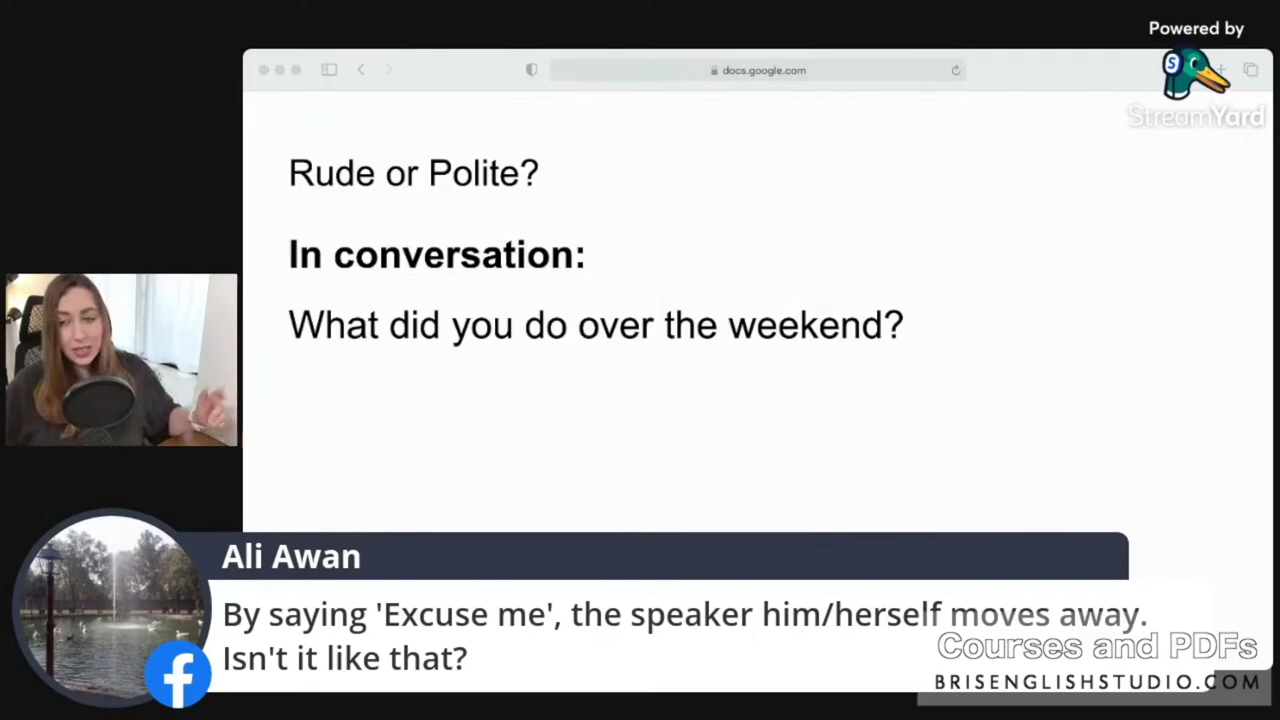 Powered by
docs.google.com
StreamYard
Rude or Polite?
In conversation:
What did you do over the weekend?
Ali Awan
By saying 'Excuse me', the speaker him/herself moves away.
Isn't it like that?
Courses and PDFs
BRISENGLISHSTUDIO.COM